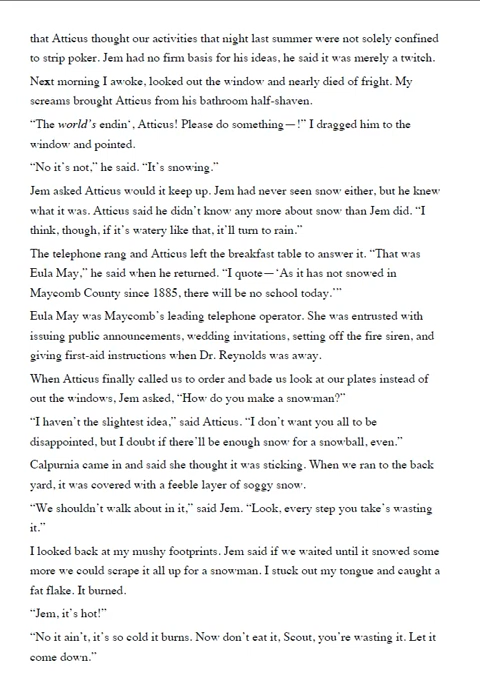 that Atticus thought our activities that night last summer were not solely confined
to strip poker. Jem had no firm basis for his ideas, he said it was merely a twitch.
Next morning I awoke, looked out the window and nearly died of fright. My
screams brought Atticus from his bathroom half-shaven.
“The world’s endin‘, Atticus! Please do something—!” I dragged him to the
window and pointed.
“No it’s not,” he said. “It’s snowing.”
Jem asked Atticus would it keep up. Jem had never seen snow either, but he knew
what it was. Atticus said he didn’t know any more about snow than Jem did. “I
think, though, if it’s watery like that, it’ll turn to rain.”
The telephone rang and Atticus left the breakfast table to answer it. “That was
Eula May,” he said when he returned. “I quote—‘As it has not snowed in
Maycomb County since 1885, there will be no school today.’”
Eula May was Maycomb’s leading telephone operator. She was entrusted with
issuing public announcements, wedding invitations, setting off the fire siren, and
giving first-aid instructions when Dr. Reynolds was away.
When Atticus finally called us to order and bade us look at our plates instead of
out the windows, Jem asked, “How do you make a snowman?”
“I haven’t the slightest idea,” said Atticus. “I don’t want you all to be
disappointed, but I doubt if there’ll be enough snow for a snowball, even.”
Calpurnia came in and said she thought it was sticking. When we ran to the back
yard, it was covered with a feeble layer of soggy snow.
“We shouldn’t walk about in it,” said Jem. “Look, every step you take’s wasting
it.”
I looked back at my mushy footprints. Jem said if we waited until it snowed some
more we could scrape it all up for a snowman. I stuck out my tongue and caught a
fat flake. It burned.
“Jem, it’s hot!”
“No it ain’t, it’s so cold it burns. Now don’t eat it, Scout, you’re wasting it. Let it
come down.”